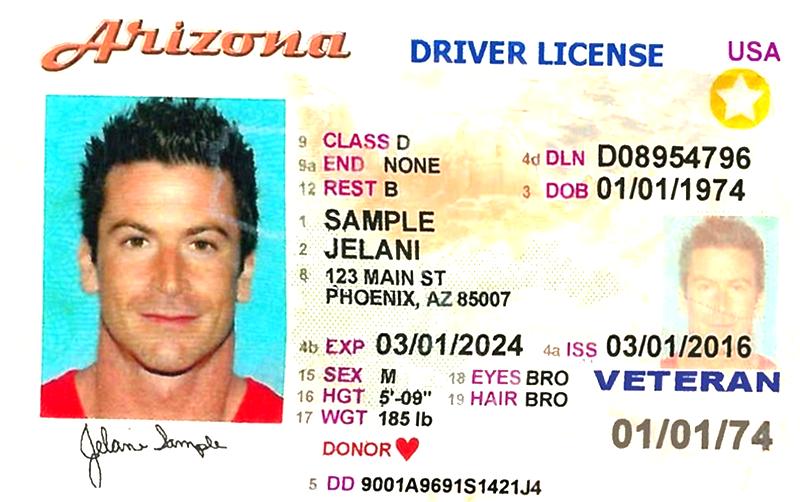 Arizona DRIVER LICENSE USA
9 CLASS D
9a END NONE 4d DLN D08954796
12 REST B 3 DOB 01/01/1974
1 SAMPLE
2 JELANI
8 123 MAIN ST
PHOENIX, AZ 85007
4b EXP 03/01/2024 4a ISS 03/01/2016
15 SEX M 18 EYES BRO VETERAN
16 HGT 5'-09" 19 HAIR BRO
17 WGT 185 lb 01/01/74
Jelani Sample
DONOR
5 DD 9001A9691S1421J4